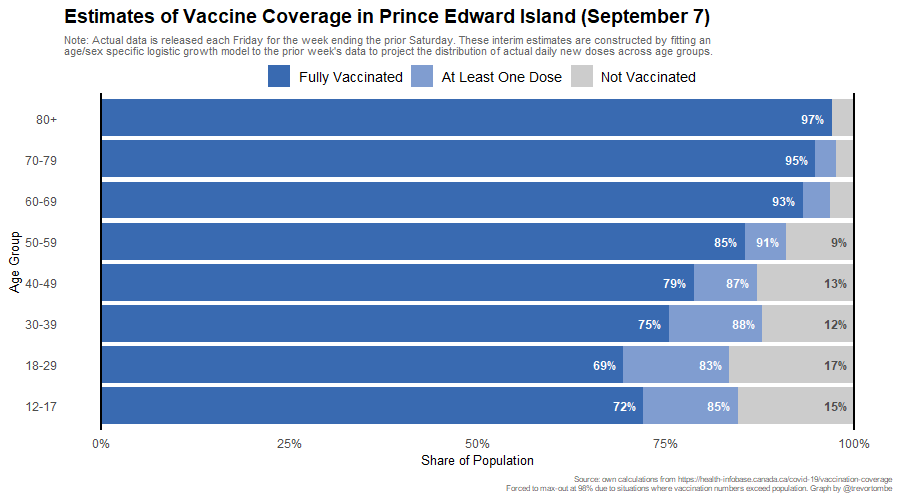 Estimates of Vaccine Coverage in Prince Edward Island (September 7)
Note: Actual data is released each Friday for the week ending the prior Saturday. These interim estimates are constructed by fitting an
age/sex specific logistic growth model to the prior week's data to project the distribution of actual daily new doses across age groups.
Fully Vaccinated At Least One Dose Not Vaccinated
Age Group
80+ 97%
70-79 95%
60-69 93%
50-59 85% 91% 9%
40-49 79% 87% 13%
30-39 75% 88% 12%
18-29 69% 83% 17%
12-17 72% 85% 15%
0% 25% 50% 75% 100%
Share of Population
Source: own calculations from https://health-infobase.canada.ca/covid-19/vaccination-coverage
Forced to max-out at 98% due to situations where vaccination numbers exceed population. Graph by @trevortombe